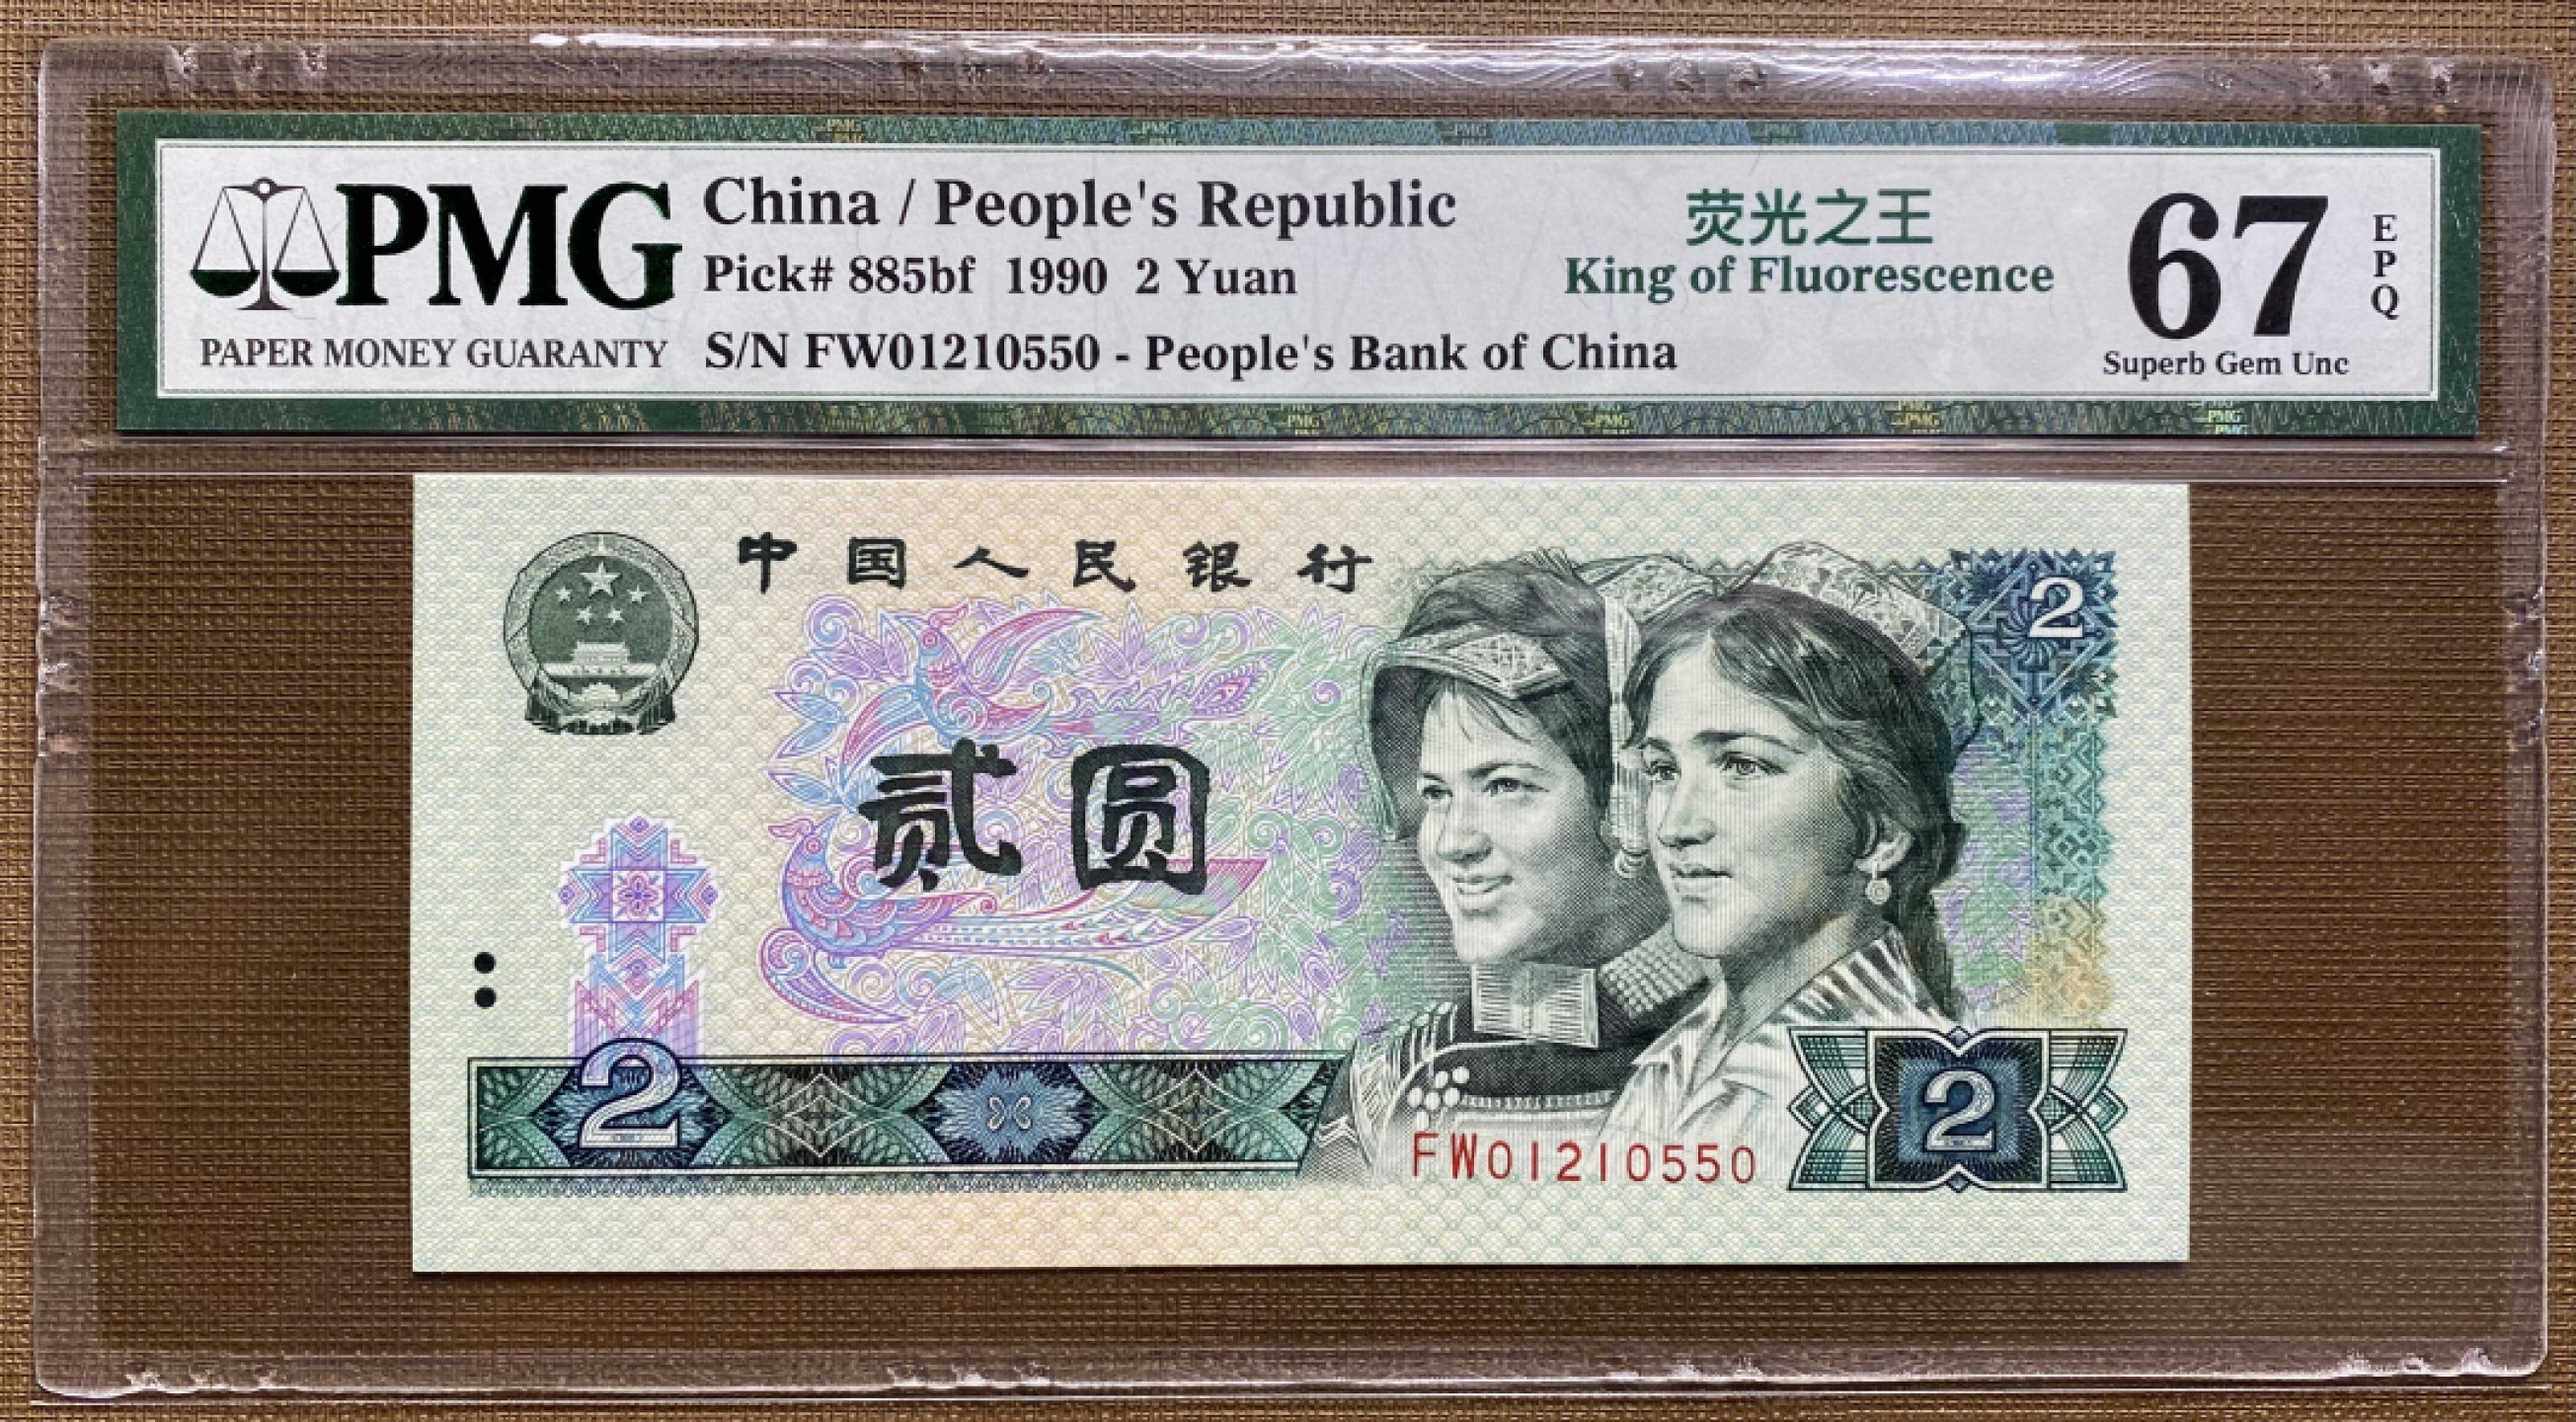 PMG
PAPER MONEY GUARANTY
China / People's Republic
Pick# 885bf 1990 2 Yuan
S/N FW01210550 - People's Bank of China
荧光之王
King of Fluorescence
67
EPQ
Superb Gem Unc
中国人民银行
2
贰圆
2
FW01210550
2